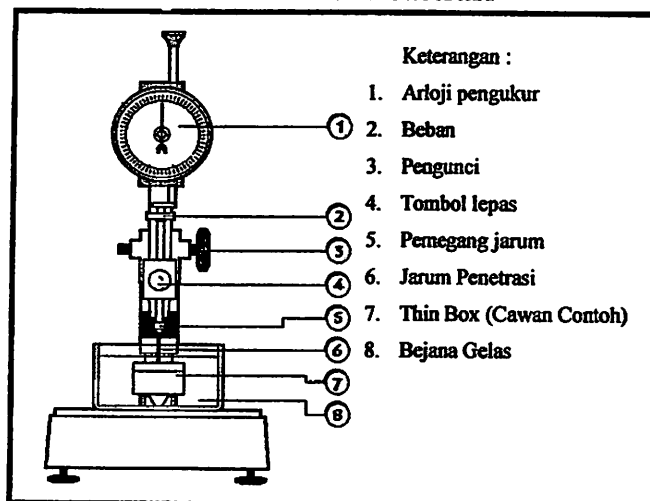 Keterangan :
1. Arloji pengukur
2. Beban
3. Pengunci
4. Tombol lepas
5. Pemegang jarum
6. Jarum Penetrasi
7. Thin Box (Cawan Contoh)
8. Bejana Gelas
1
2
3
4
5
6
7
8